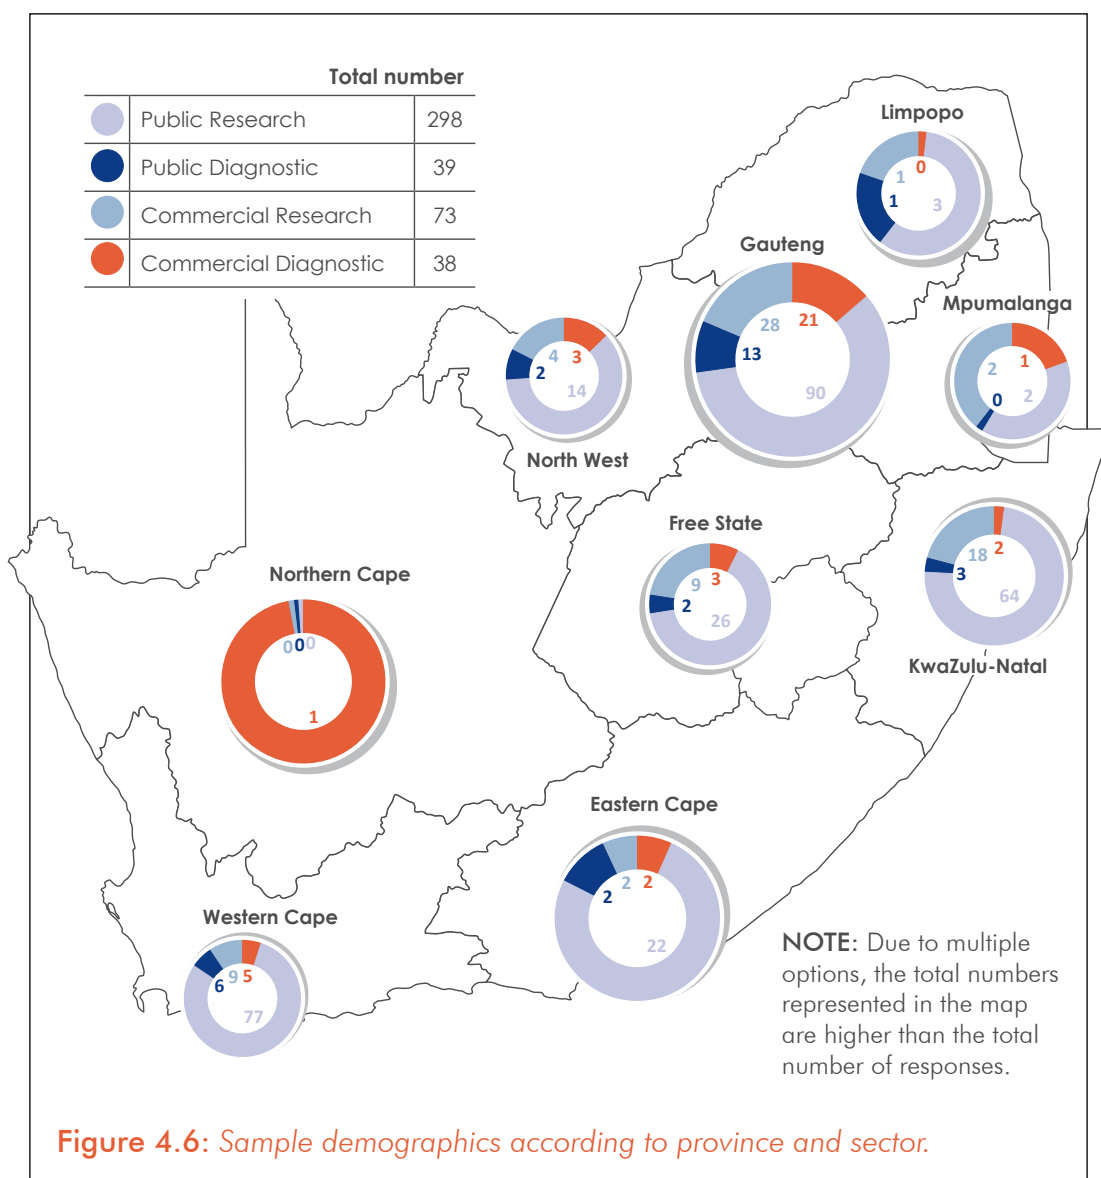 Total number
Public Research 298
Public Diagnostic 39
Commercial Research 73
Commercial Diagnostic 38
Limpopo
0
1
1
3
Gauteng
28 21
13
90
Mpumalanga
1
2
0 2
4 3
2
14
North West
Free State
9 3
2
26
18 2
3
64
KwaZulu-Natal
Northern Cape
0 0 0
1
Eastern Cape
2 2
2
22
Western Cape
9 5
6
77
NOTE: Due to multiple
options, the total numbers
represented in the map
are higher than the total
number of responses.
Figure 4.6: Sample demographics according to province and sector.